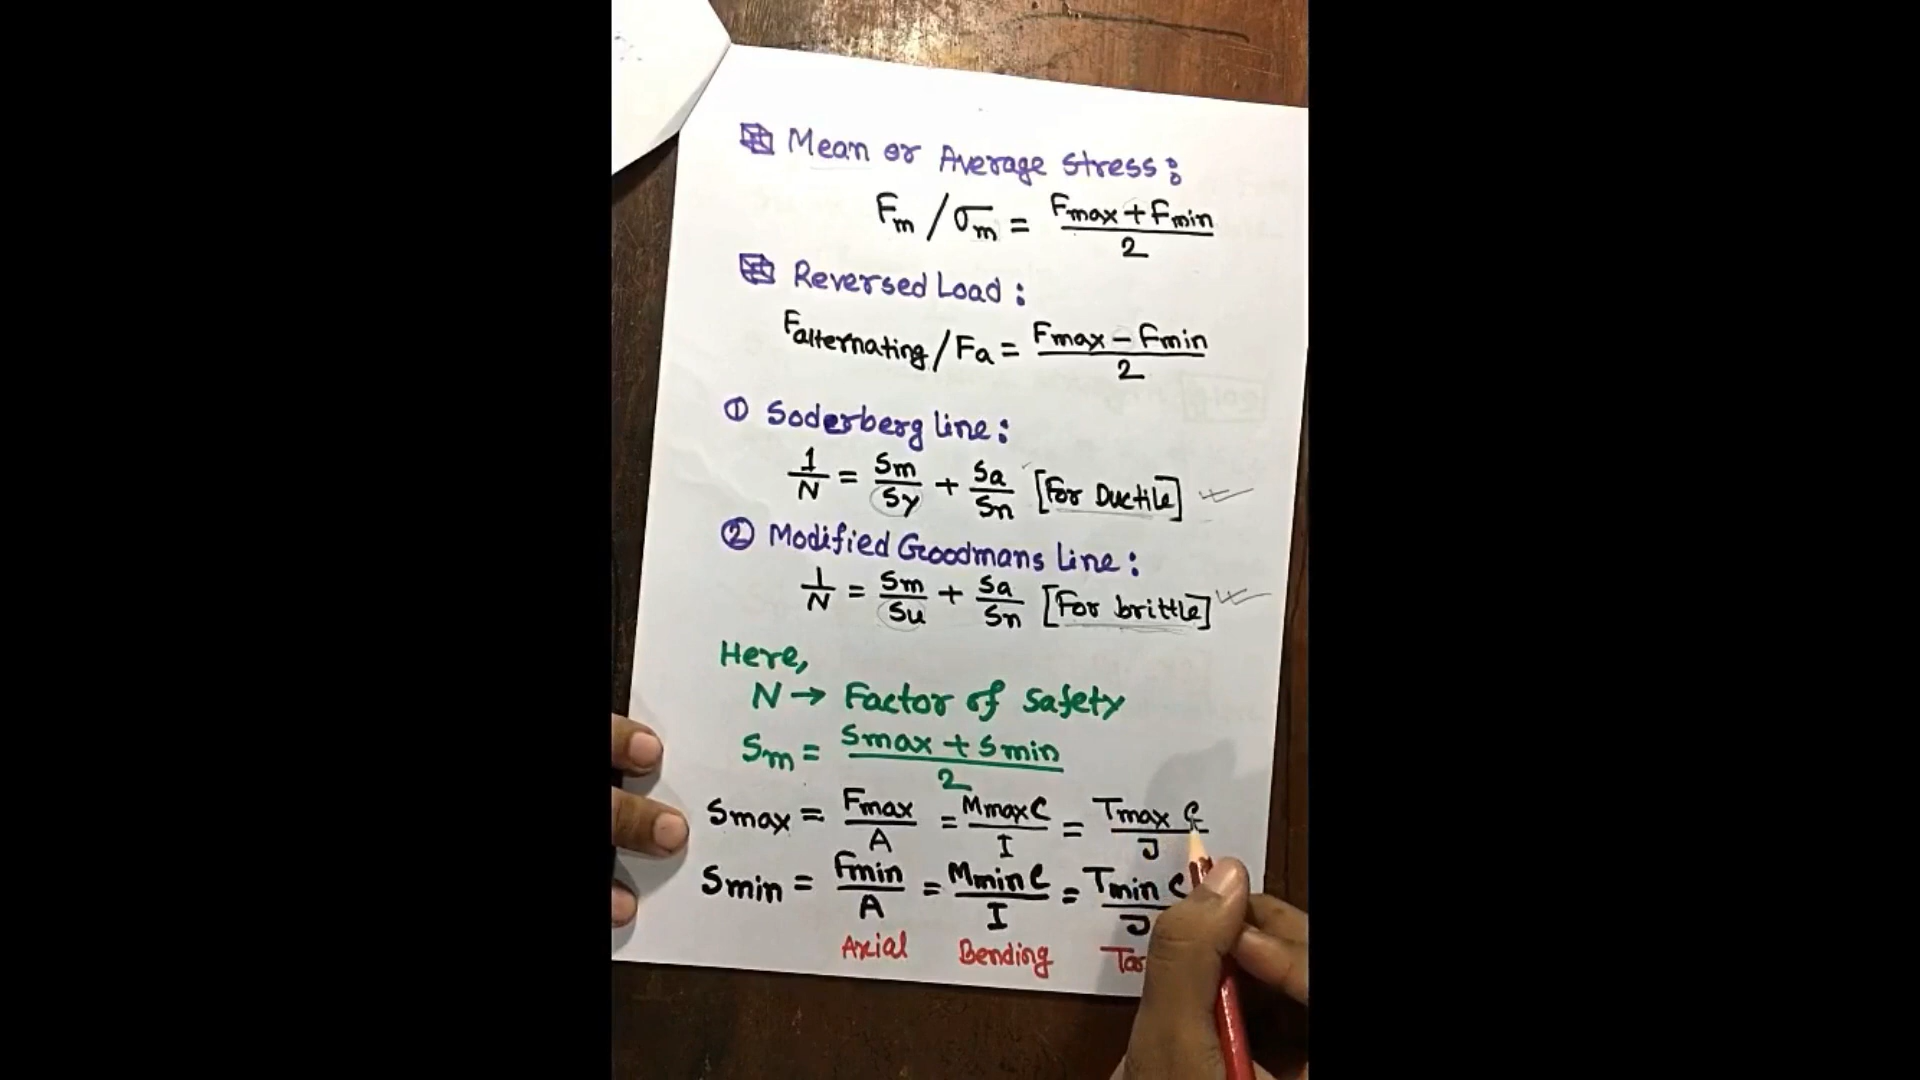 Mean or Average stress:
Fm / σm = (Fmax + Fmin) / 2
Reversed Load:
Falternating / Fa = (Fmax − Fmin) / 2
① Soderberg line:
1/N = Sm/Sy + Sa/Sn [For Ductile]
② Modified Goodmans Line:
1/N = Sm/Su + Sa/Sn [For brittle]
Here,
N → Factor of safety
Sm = (Smax + Smin) / 2
Smax = Fmax/A = MmaxC/I = Tmax C/J
Smin = Fmin/A = Mmin C/I = Tmin C/J
Axial Bending